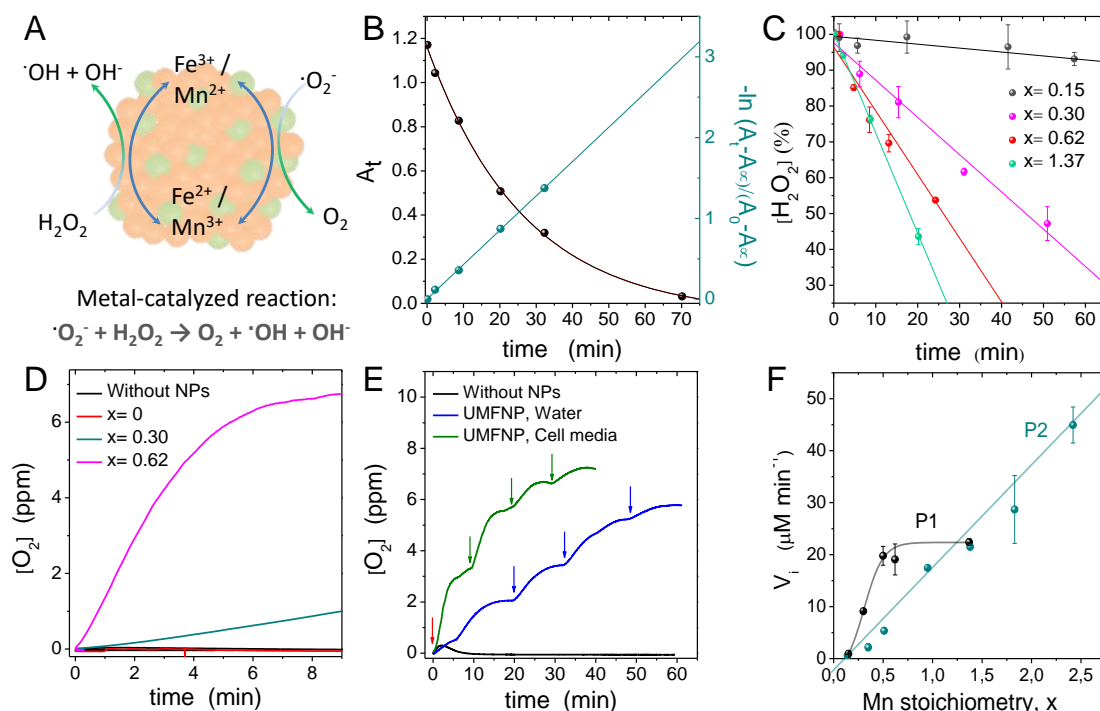 A
·OH + OH⁻
Fe³⁺ /
Mn²⁺
·O₂⁻
H₂O₂
Fe²⁺ /
Mn³⁺
O₂
Metal-catalyzed reaction:
·O₂⁻ + H₂O₂ → O₂ + ·OH + OH⁻
B
1.2
1.0
0.8
0.6
0.4
0.2
0.0
Aₜ
0 10 20 30 40 50 60 70
time (min)
3
2
1
0
-ln (Aₜ-A∞)/(A₀-A∞)
C
100
90
80
70
60
50
40
30
[H₂O₂] (%)
x= 0.15
x= 0.30
x= 0.62
x= 1.37
0 10 20 30 40 50 60
time (min)
D
Without NPs
x= 0
x= 0.30
x= 0.62
6
4
2
0
[O₂] (ppm)
0 2 4 6 8
time (min)
E
Without NPs
UMFNP, Water
UMFNP, Cell media
10
8
6
4
2
0
[O₂] (ppm)
0 10 20 30 40 50 60
time (min)
F
P2
P1
50
40
30
20
10
0
Vᵢ (µM min⁻¹)
0,0 0,5 1,0 1,5 2,0 2,5
Mn stoichiometry, x